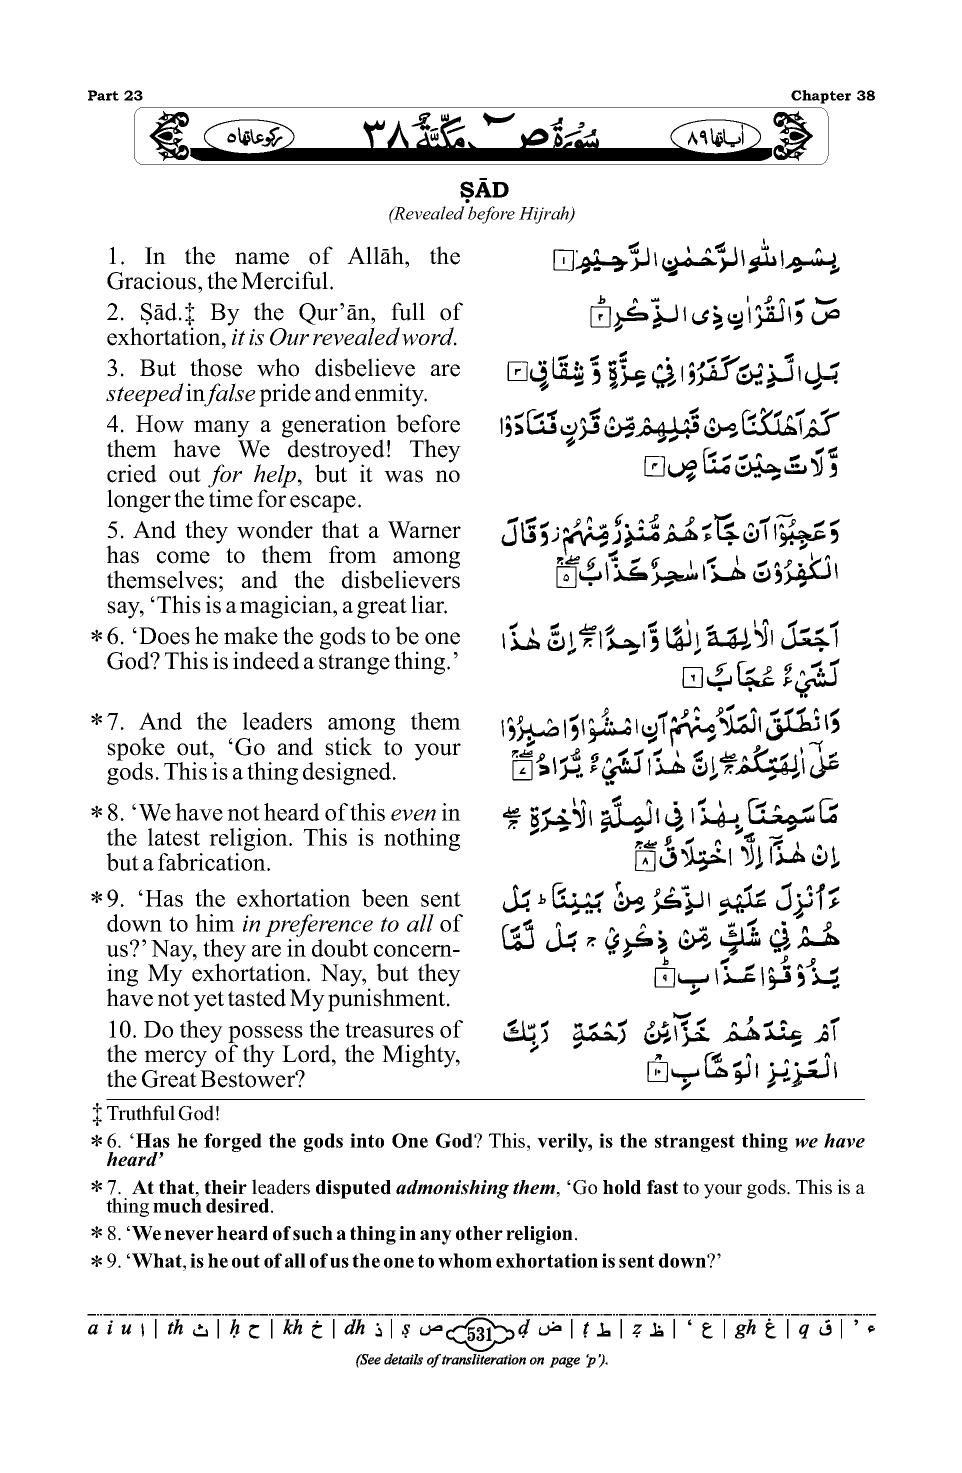 Part 23
Chapter 38
رکوعاتها ٥
سُوْرَةُ صٓ مَكِّيَّةٌ ٣٨
اٰیاتها ٨٩
ṢĀD
(Revealed before Hijrah)
1. In the name of Allāh, the
Gracious, the Merciful.
بِسْمِ اللّٰهِ الرَّحْمٰنِ الرَّحِيْمِ ۱
2. Ṣād.‡ By the Qur’ān, full of
exhortation, it is Our revealed word.
صٓ وَالْقُرْاٰنِ ذِی الذِّكْرِ ۲
3. But those who disbelieve are
steeped in false pride and enmity.
بَلِ الَّذِيْنَ كَفَرُوْا فِيْ عِزَّةٍ وَّ شِقَاقٍ ۳
4. How many a generation before
them have We destroyed! They
cried out for help, but it was no
longer the time for escape.
كَمْ اَهْلَكْنَا مِنْ قَبْلِهِمْ مِّنْ قَرْنٍ فَنَادَوْا
وَّلَاتَ حِيْنَ مَنَاصٍ ۴
5. And they wonder that a Warner
has come to them from among
themselves; and the disbelievers
say, ‘This is a magician, a great liar.
وَعَجِبُوْۤا اَنْ جَآءَهُمْ مُّنْذِرٌ مِّنْهُمْ ز وَقَالَ
الْكٰفِرُوْنَ هٰذَا سٰحِرٌ كَذَّابٌ ۵
*6. ‘Does he make the gods to be one
God? This is indeed a strange thing.’
اَجَعَلَ الْاٰلِهَةَ اِلٰهًا وَّاحِدًا ۚ اِنَّ هٰذَا
لَشَيْءٌ عُجَابٌ ۶
*7. And the leaders among them
spoke out, ‘Go and stick to your
gods. This is a thing designed.
وَانْطَلَقَ الْمَلَاُ مِنْهُمْ اَنِ امْشُوْا وَاصْبِرُوْا
عَلٰۤی اٰلِهَتِكُمْ ۚ اِنَّ هٰذَا لَشَيْءٌ يُّرَادُ ۷
*8. ‘We have not heard of this even in
the latest religion. This is nothing
but a fabrication.
مَا سَمِعْنَا بِهٰذَا فِی الْمِلَّةِ الْاٰخِرَةِ ۚ
اِنْ هٰذَاۤ اِلَّا اخْتِلَاقٌ ۸
*9. ‘Has the exhortation been sent
down to him in preference to all of
us?’ Nay, they are in doubt concern-
ing My exhortation. Nay, but they
have not yet tasted My punishment.
ءَاُنْزِلَ عَلَيْهِ الذِّكْرُ مِنْۢ بَيْنِنَا ؕ بَلْ
هُمْ فِيْ شَكٍّ مِّنْ ذِكْرِيْ ۚ بَلْ لَّمَّا
يَذُوْقُوْا عَذَابِ ۹
10. Do they possess the treasures of
the mercy of thy Lord, the Mighty,
the Great Bestower?
اَمْ عِنْدَهُمْ خَزَآئِنُ رَحْمَةِ رَبِّكَ
الْعَزِيْزِ الْوَهَّابِ ۱۰
‡ Truthful God!
*6. ‘Has he forged the gods into One God? This, verily, is the strangest thing we have
heard’
*7. At that, their leaders disputed admonishing them, ‘Go hold fast to your gods. This is a
thing much desired.
*8. ‘We never heard of such a thing in any other religion.
*9. ‘What, is he out of all of us the one to whom exhortation is sent down?’
a i u ا | th ث | ḥ ح | kh خ | dh ذ | ṣ ص 531 ḍ ض | ṭ ط | ẓ ظ | ‘ ع | gh غ | q ق | ’ ء
(See details of transliteration on page ‘p’).